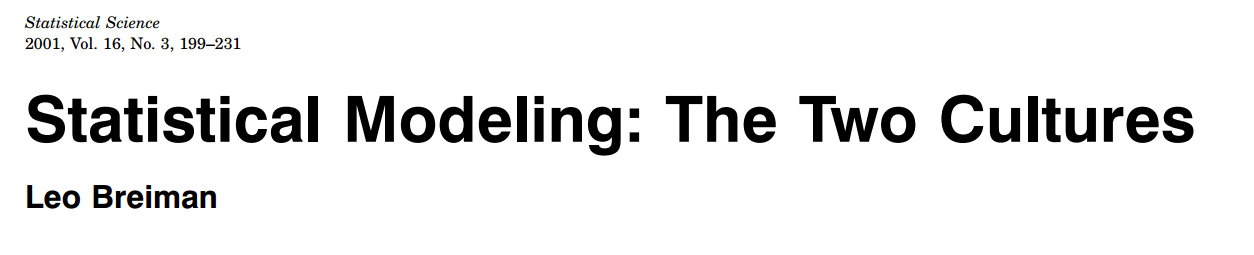 Statistical Science
2001, Vol. 16, No. 3, 199–231
Statistical Modeling: The Two Cultures
Leo Breiman